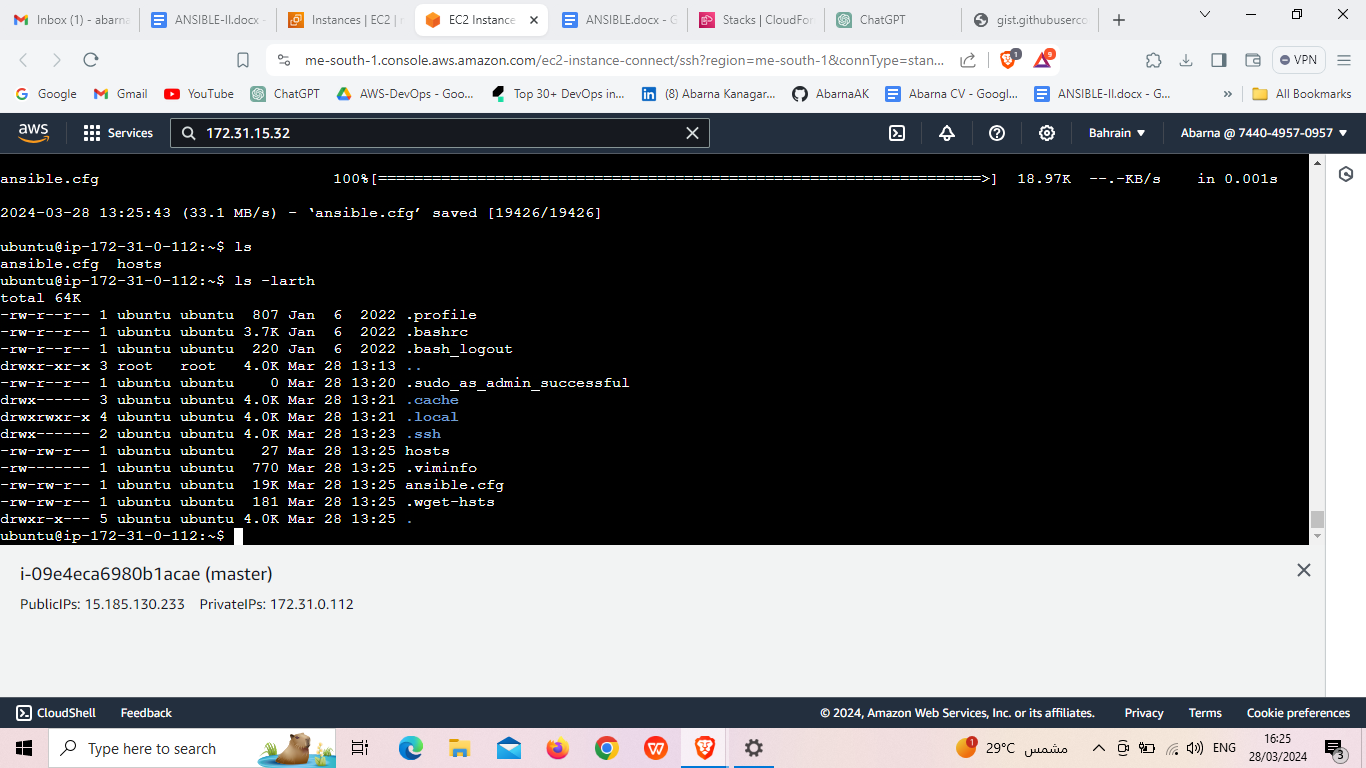 Inbox (0) - abarna
ANSIBLE-II.docx -
Instances | EC2 |
EC2 Instance
ANSIBLE.docx - G
Stacks | CloudFor
ChatGPT
gist.githubuserco
me-south-1.console.aws.amazon.com/ec2-instance-connect/ssh?region=me-south-1&connType=stan...
1
9
VPN
Google
Gmail
YouTube
ChatGPT
AWS-DevOps - Goo...
Top 30+ DevOps in...
(8) Abarna Kanagar...
AbarnaAK
Abarna CV - Googl...
ANSIBLE-II.docx - G...
»
All Bookmarks
aws
Services
172.31.15.32
Bahrain
Abarna @ 7440-4957-0957
ansible.cfg 100%[===================================================================>] 18.97K --.-KB/s in 0.001s
2024-03-28 13:25:43 (33.1 MB/s) - ‘ansible.cfg’ saved [19426/19426]
ubuntu@ip-172-31-0-112:~$ ls
ansible.cfg hosts
ubuntu@ip-172-31-0-112:~$ ls -larth
total 64K
-rw-r--r-- 1 ubuntu ubuntu 807 Jan 6 2022 .profile
-rw-r--r-- 1 ubuntu ubuntu 3.7K Jan 6 2022 .bashrc
-rw-r--r-- 1 ubuntu ubuntu 220 Jan 6 2022 .bash_logout
drwxr-xr-x 3 root root 4.0K Mar 28 13:13 ..
-rw-r--r-- 1 ubuntu ubuntu 0 Mar 28 13:20 .sudo_as_admin_successful
drwx------ 3 ubuntu ubuntu 4.0K Mar 28 13:21 .cache
drwxrwxr-x 4 ubuntu ubuntu 4.0K Mar 28 13:21 .local
drwx------ 2 ubuntu ubuntu 4.0K Mar 28 13:23 .ssh
-rw-rw-r-- 1 ubuntu ubuntu 27 Mar 28 13:25 hosts
-rw------- 1 ubuntu ubuntu 770 Mar 28 13:25 .viminfo
-rw-rw-r-- 1 ubuntu ubuntu 19K Mar 28 13:25 ansible.cfg
-rw-rw-r-- 1 ubuntu ubuntu 181 Mar 28 13:25 .wget-hsts
drwxr-x--- 5 ubuntu ubuntu 4.0K Mar 28 13:25 .
ubuntu@ip-172-31-0-112:~$
i-09e4eca6980b1acae (master)
PublicIPs: 15.185.130.233 PrivateIPs: 172.31.0.112
CloudShell
Feedback
© 2024, Amazon Web Services, Inc. or its affiliates.
Privacy
Terms
Cookie preferences
Type here to search
1
29°C مشمس
ENG
16:25
28/03/2024
3